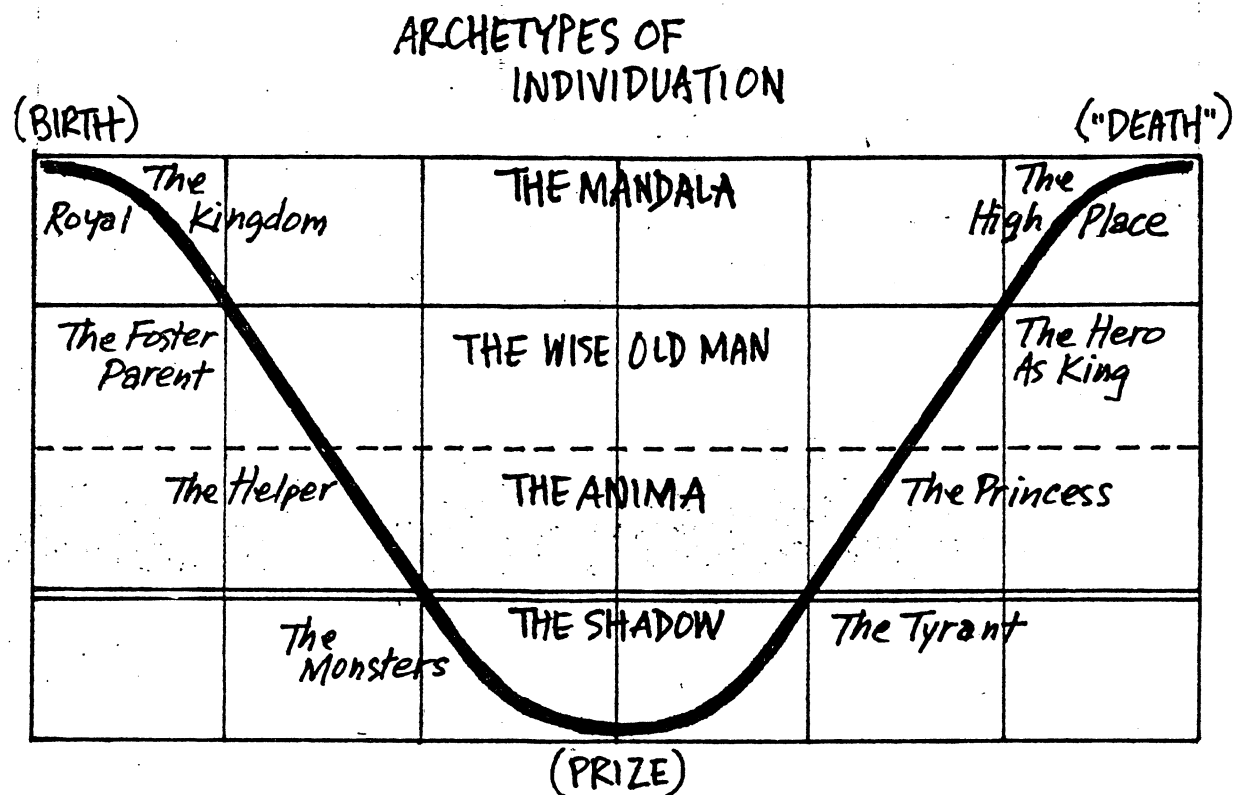 ARCHETYPES OF
INDIVIDUATION
(BIRTH)
("DEATH")
The
Royal Kingdom
THE MANDALA
The
High Place
The Foster
Parent
THE WISE OLD MAN
The Hero
As King
The Helper
THE ANIMA
The Princess
The
Monsters
THE SHADOW
The Tyrant
(PRIZE)